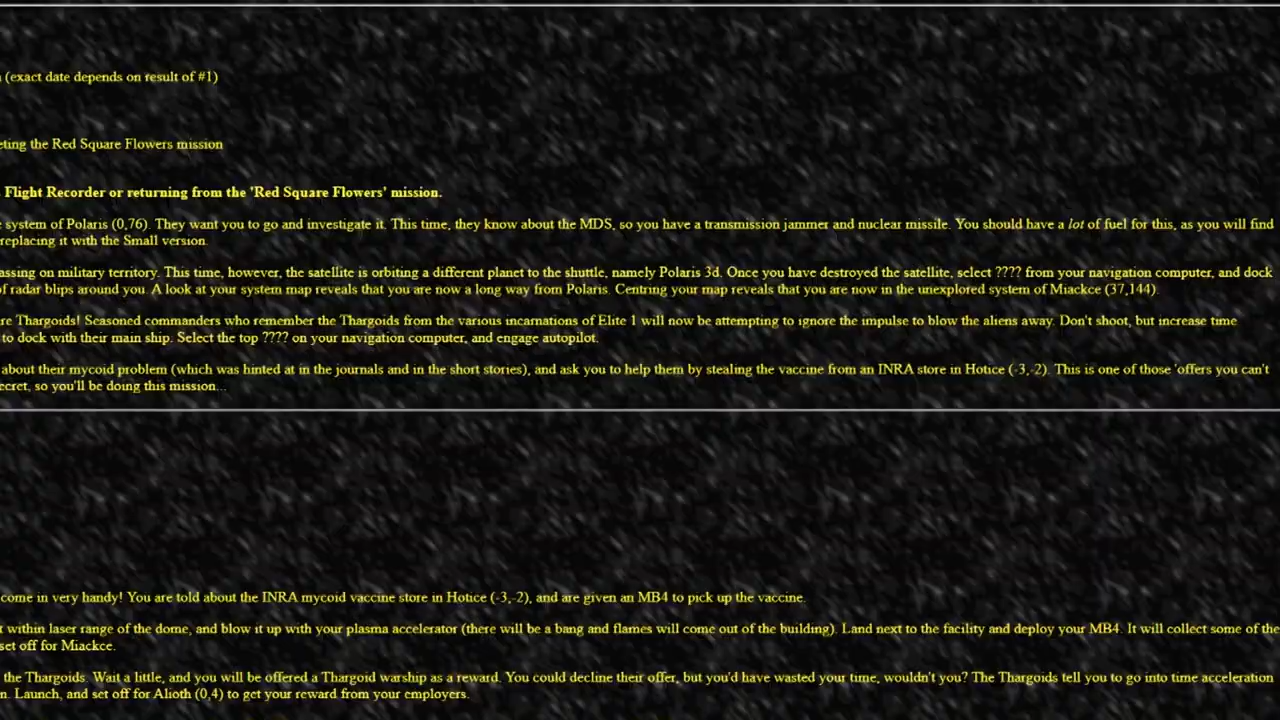 (exact date depends on result of #1)
eting the Red Square Flowers mission
Flight Recorder or returning from the 'Red Square Flowers' mission.
system of Polaris (0,76). They want you to go and investigate it. This time, they know about the MDS, so you have a transmission jammer and nuclear missile. You should have a lot of fuel for this, as you will find
replacing it with the Small version.
assing on military territory. This time, however, the satellite is orbiting a different planet to the shuttle, namely Polaris 3d. Once you have destroyed the satellite, select ???? from your navigation computer, and dock
of radar blips around you. A look at your system map reveals that you are now a long way from Polaris. Centring your map reveals that you are now in the unexplored system of Miackce (37,144).
re Thargoids! Seasoned commanders who remember the Thargoids from the various incarnations of Elite 1 will now be attempting to ignore the impulse to blow the aliens away. Don't shoot, but increase time
to dock with their main ship. Select the top ???? on your navigation computer, and engage autopilot.
about their mycoid problem (which was hinted at in the journals and in the short stories), and ask you to help them by stealing the vaccine from an INRA store in Hotice (-3,-2). This is one of those 'offers you can't
ecret, so you'll be doing this mission...
come in very handy! You are told about the INRA mycoid vaccine store in Hotice (-3,-2), and are given an MB4 to pick up the vaccine.
t within laser range of the dome, and blow it up with your plasma accelerator (there will be a bang and flames will come out of the building). Land next to the facility and deploy your MB4. It will collect some of the
set off for Miackce.
the Thargoids. Wait a little, and you will be offered a Thargoid warship as a reward. You could decline their offer, but you'd have wasted your time, wouldn't you? The Thargoids tell you to go into time acceleration
n. Launch, and set off for Alioth (0,4) to get your reward from your employers.